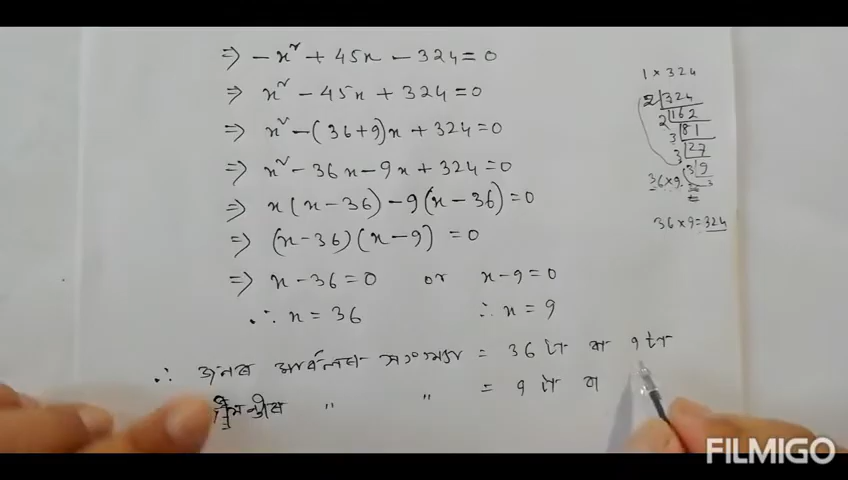 => -x² + 45x - 324 = 0
=> x² - 45x + 324 = 0
=> x² - (36+9)x + 324 = 0
=> x² - 36x - 9x + 324 = 0
=> x(x-36) - 9(x-36) = 0
=> (x-36)(x-9) = 0
=> x-36=0 or x-9=0
∴ x = 36 ∴ x = 9
∴ = 36 টা বা 9 টা
" " = 9 টা বা
1 × 324
2 324
2 162
3 81
3 27
3 9
36×9
36×9=324
FILMIGO